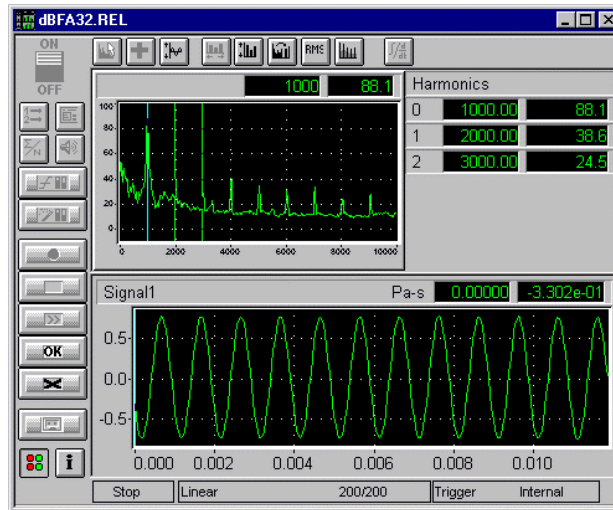 dBFA32.REL
ON
OFF
RMS
1000 88.1
100
80
60
40
20
0
0 2000 4000 6000 8000 10000
Harmonics
0 1000.00 88.1
1 2000.00 38.6
2 3000.00 24.5
Σ/N
OK
i
Signal1 Pa-s 0.00000 -3.302e-01
0.5
0.0
-0.5
0.000 0.002 0.004 0.006 0.008 0.010
Stop Linear 200/200 Trigger Internal